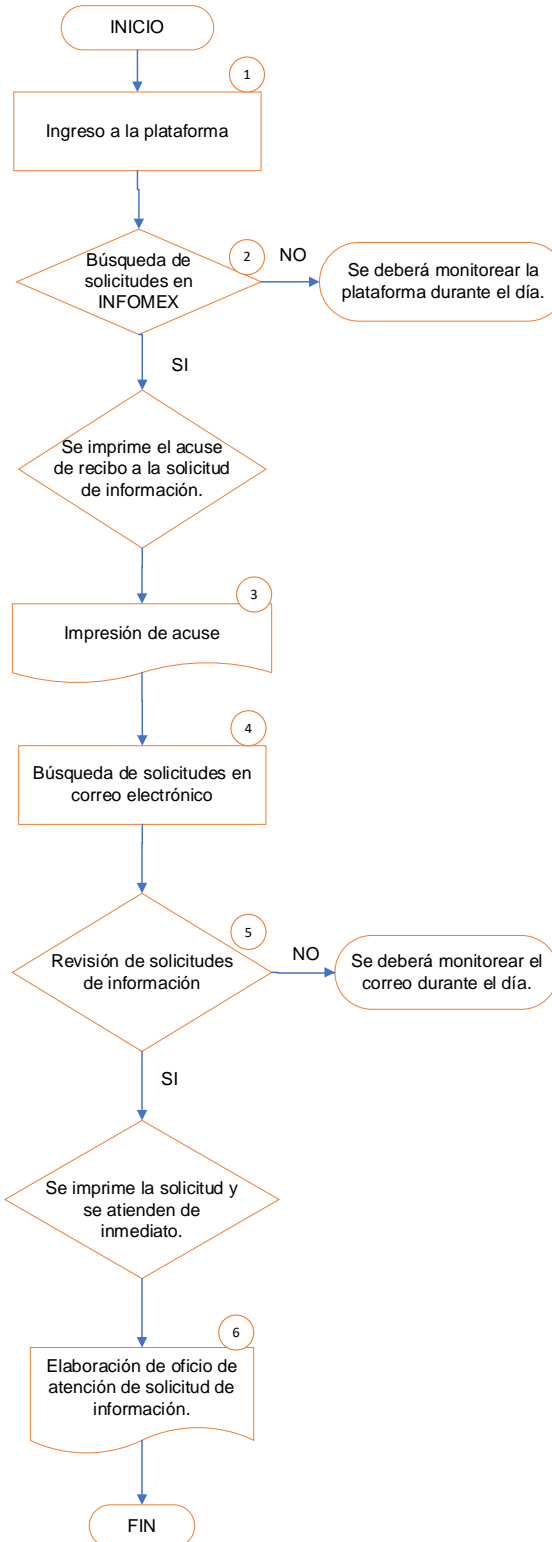 INICIO
1
Ingreso a la plataforma
2
Búsqueda de
solicitudes en
INFOMEX
NO
Se deberá monitorear la
plataforma durante el día.
SI
Se imprime el acuse
de recibo a la solicitud
de información.
3
Impresión de acuse
4
Búsqueda de solicitudes en
correo electrónico
5
Revisión de solicitudes
de información
NO
Se deberá monitorear el
correo durante el día.
SI
Se imprime la solicitud y
se atienden de
inmediato.
6
Elaboración de oficio de
atención de solicitud de
información.
FIN